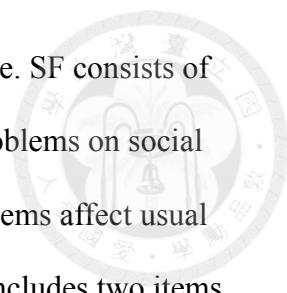 e. SF consists of
oblems on social
ems affect usual
ncludes two items